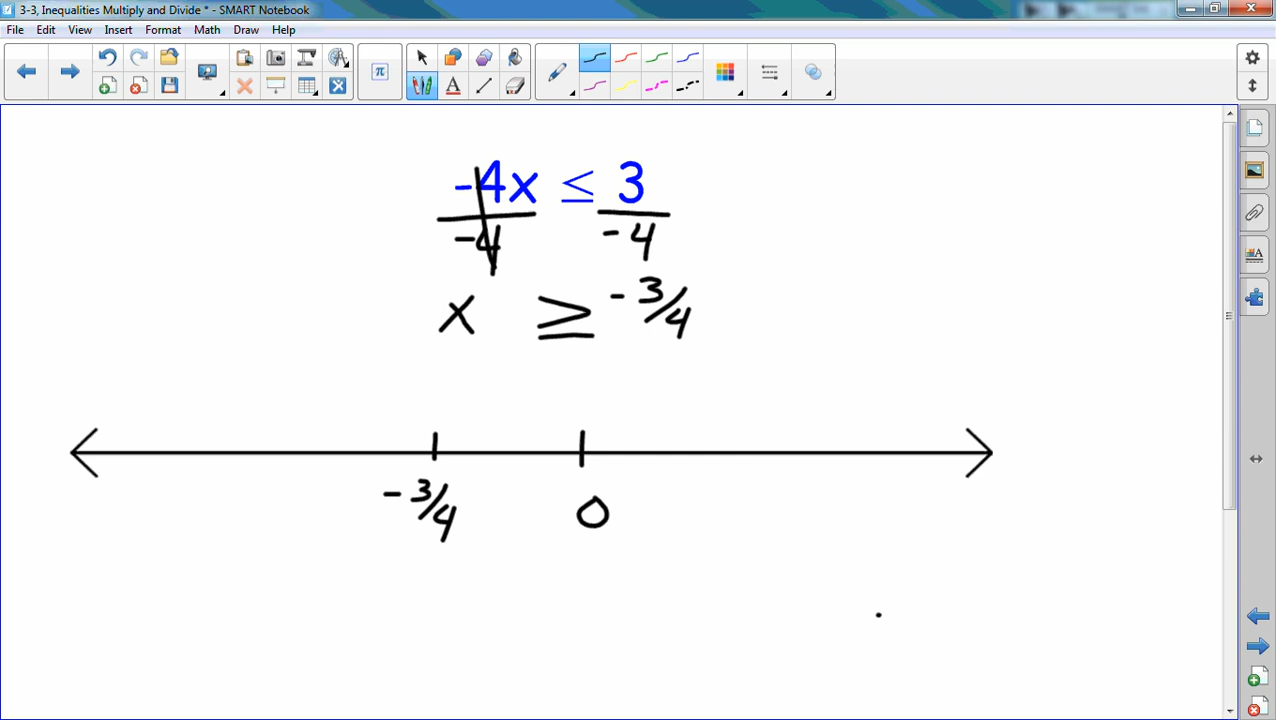 3-3, Inequalities Multiply and Divide * - SMART Notebook
File Edit View Insert Format Math Draw Help
π
A
-4x ≤ 3
-4 -4
x ≥ -3/4
-3/4 0